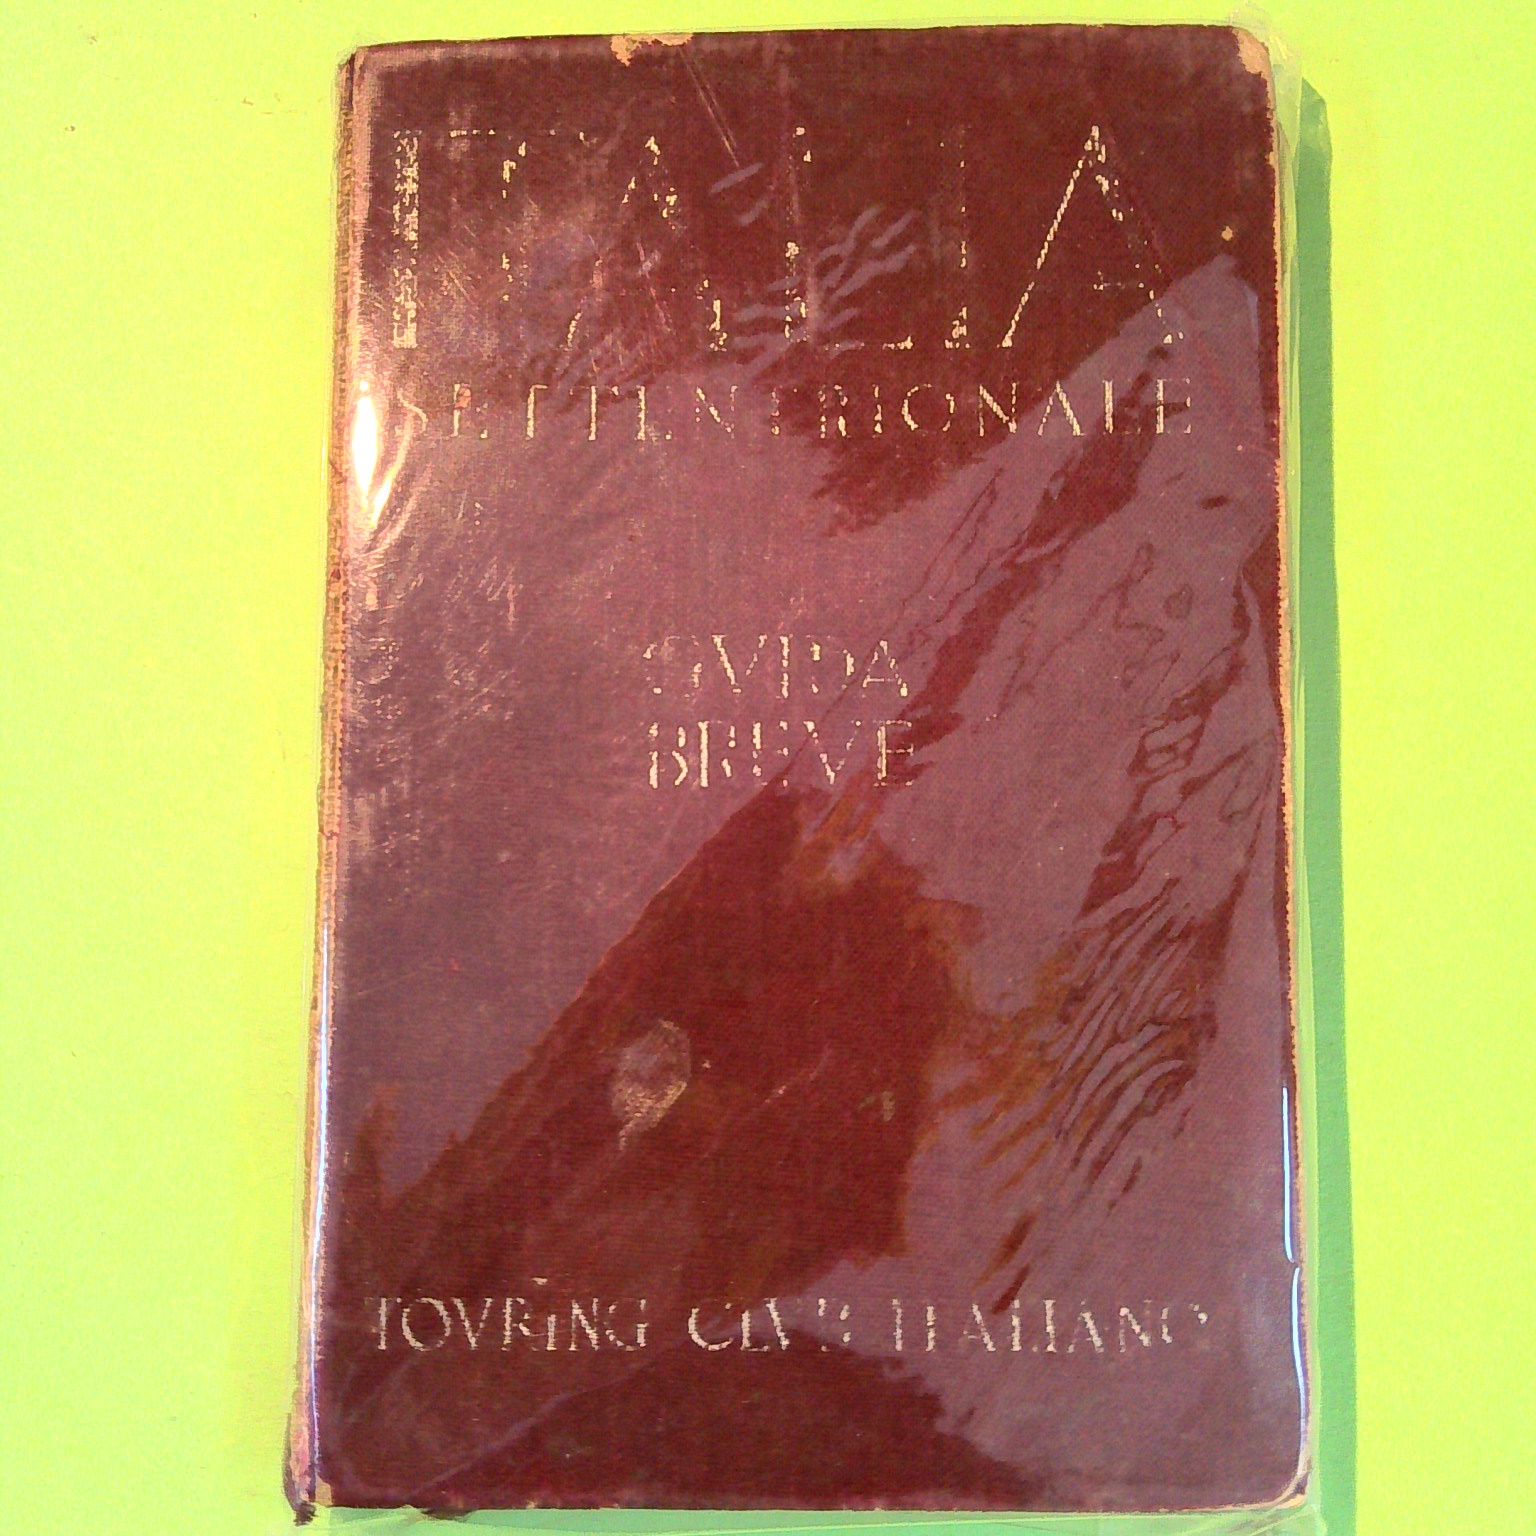 ITALIA
SETTENTRIONALE
GVIDA
BREVE
TOVRING CLVB ITALIANO